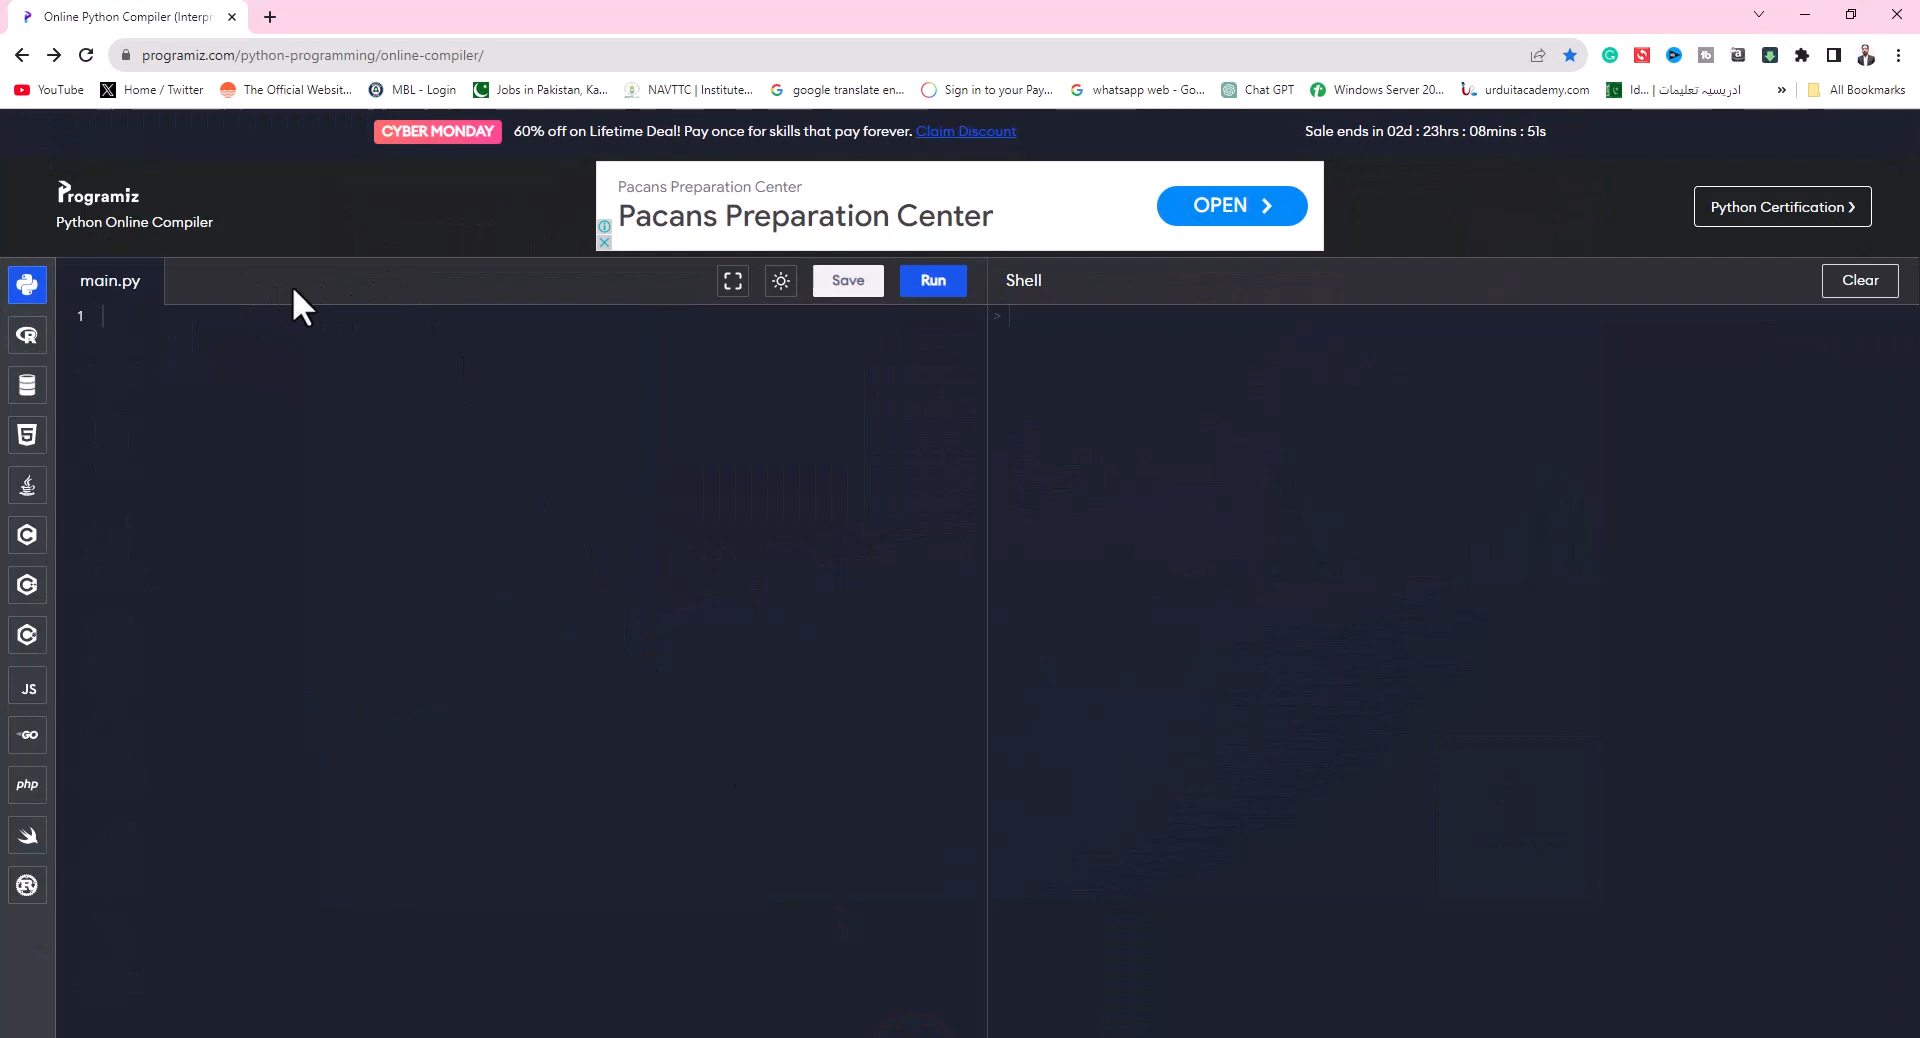 Online Python Compiler (Interpr
programiz.com/python-programming/online-compiler/
YouTube
Home / Twitter
The Official Websit...
MBL - Login
Jobs in Pakistan, Ka...
NAVTTC | Institute...
google translate en...
Sign in to your Pay...
whatsapp web - Go...
Chat GPT
Windows Server 20...
urduitacademy.com
Id... | ادریسیہ تعلیمات
»
All Bookmarks
CYBER MONDAY 60% off on Lifetime Deal! Pay once for skills that pay forever. Claim Discount
Sale ends in 02d : 23hrs : 08mins : 51s
Programiz
Python Online Compiler
Pacans Preparation Center
Pacans Preparation Center
OPEN
Python Certification
main.py
Save
Run
Shell
Clear
1
>
JS
GO
php